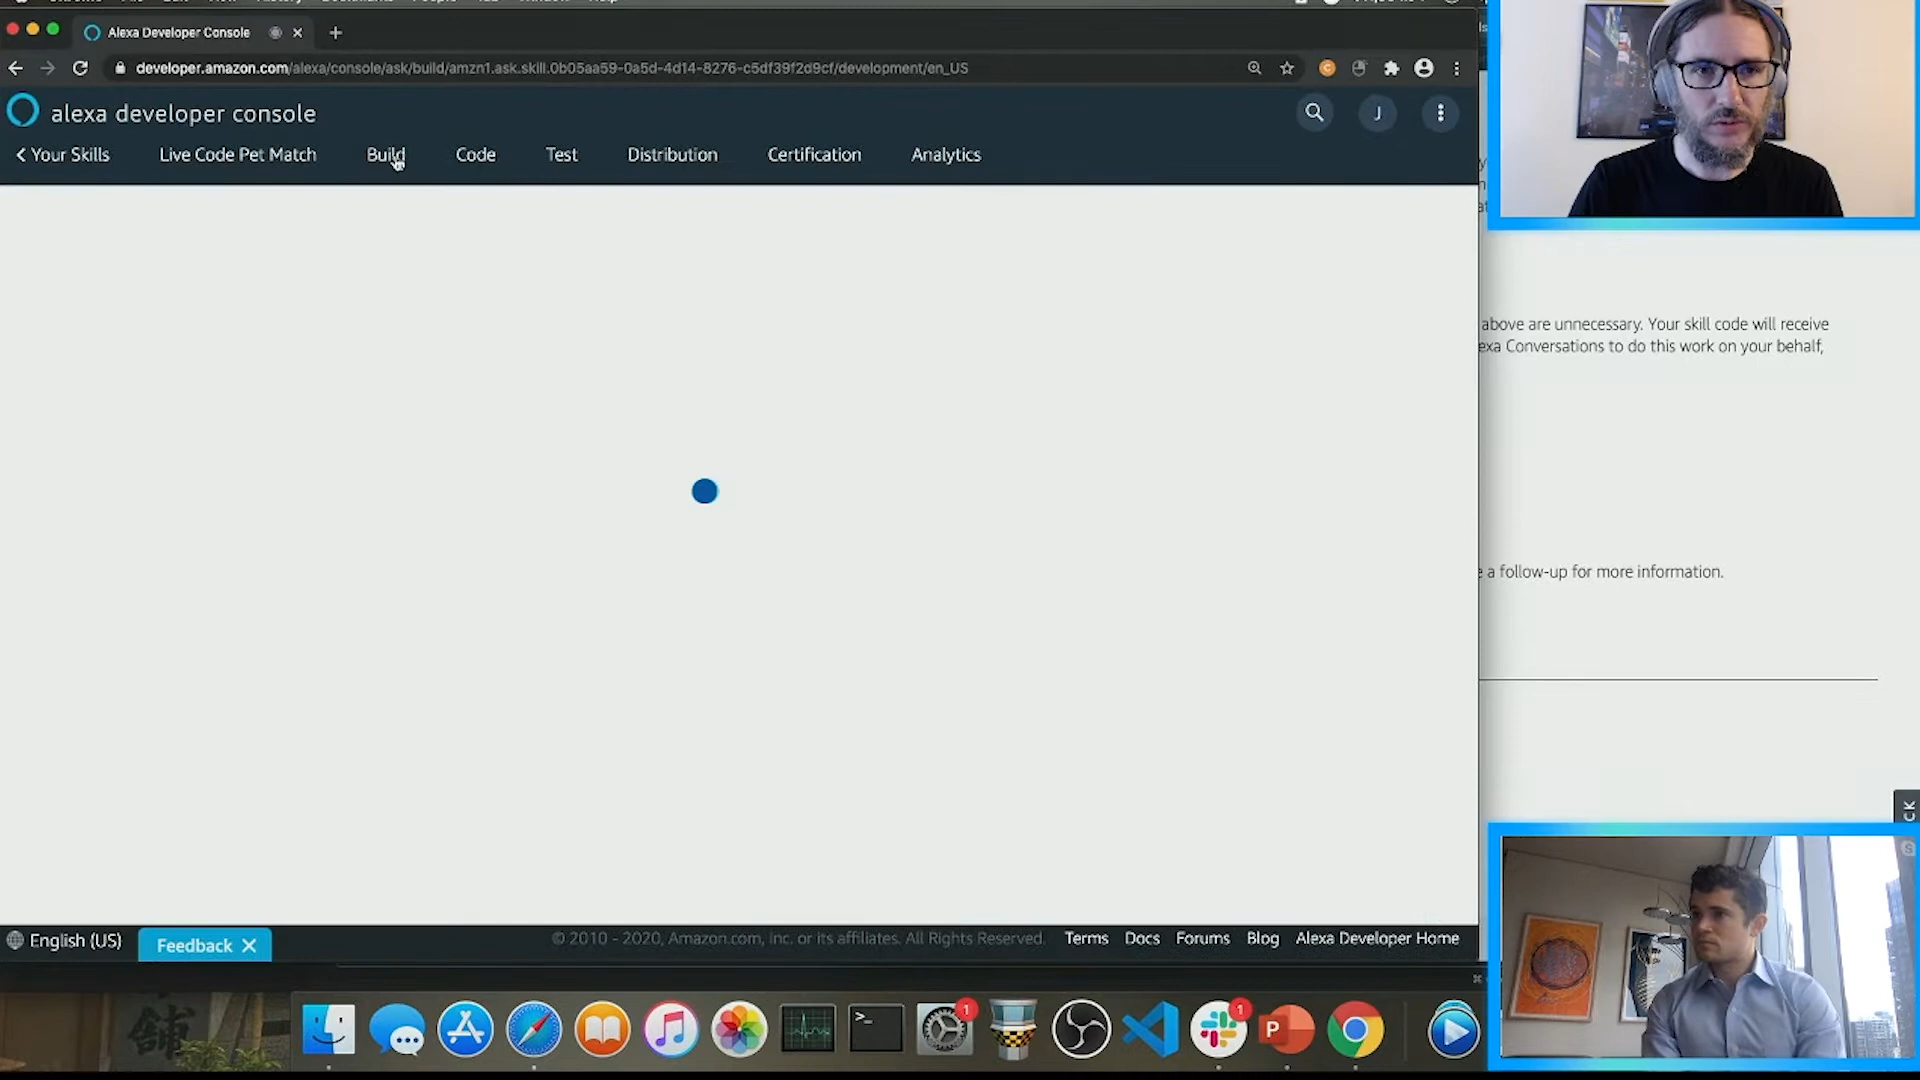 Alexa Developer Console
developer.amazon.com/alexa/console/ask/build/amzn1.ask.skill.0b05aa59-0a5d-4d14-8276-c5df39f2d9cf/development/en_US
alexa developer console
J
Your Skills
Live Code Pet Match
Build
Code
Test
Distribution
Certification
Analytics
above are unnecessary. Your skill code will receive
exa Conversations to do this work on your behalf,
e a follow-up for more information.
CK
English (US)
Feedback
© 2010 - 2020, Amazon.com, Inc. or its affiliates. All Rights Reserved.
Terms
Docs
Forums
Blog
Alexa Developer Home
舗
>_
1
1
P